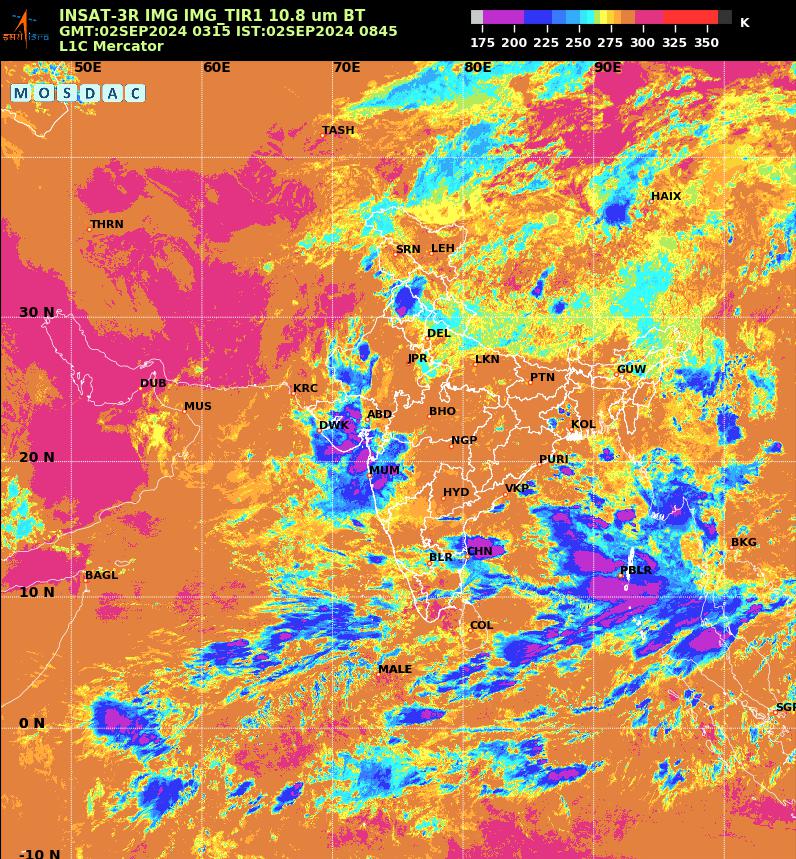 INSAT-3R IMG IMG_TIR1 10.8 um BT
GMT:02SEP2024 0315 IST:02SEP2024 0845
L1C Mercator
K
175 200 225 250 275 300 325 350
50E 60E 70E 80E 90E
MOSDAC
TASH
HAIX
THRN
SRN LEH
30 N
DEL
JPR LKN
GUW
PTN
DUB
KRC
MUS
ABD BHO
DWK
KOL
NGP
20 N
PURI
MUM
HYD
VKP
BKG
CHN
BLR
PBLR
BAGL
10 N
COL
MALE
SGP
0 N
-10 N